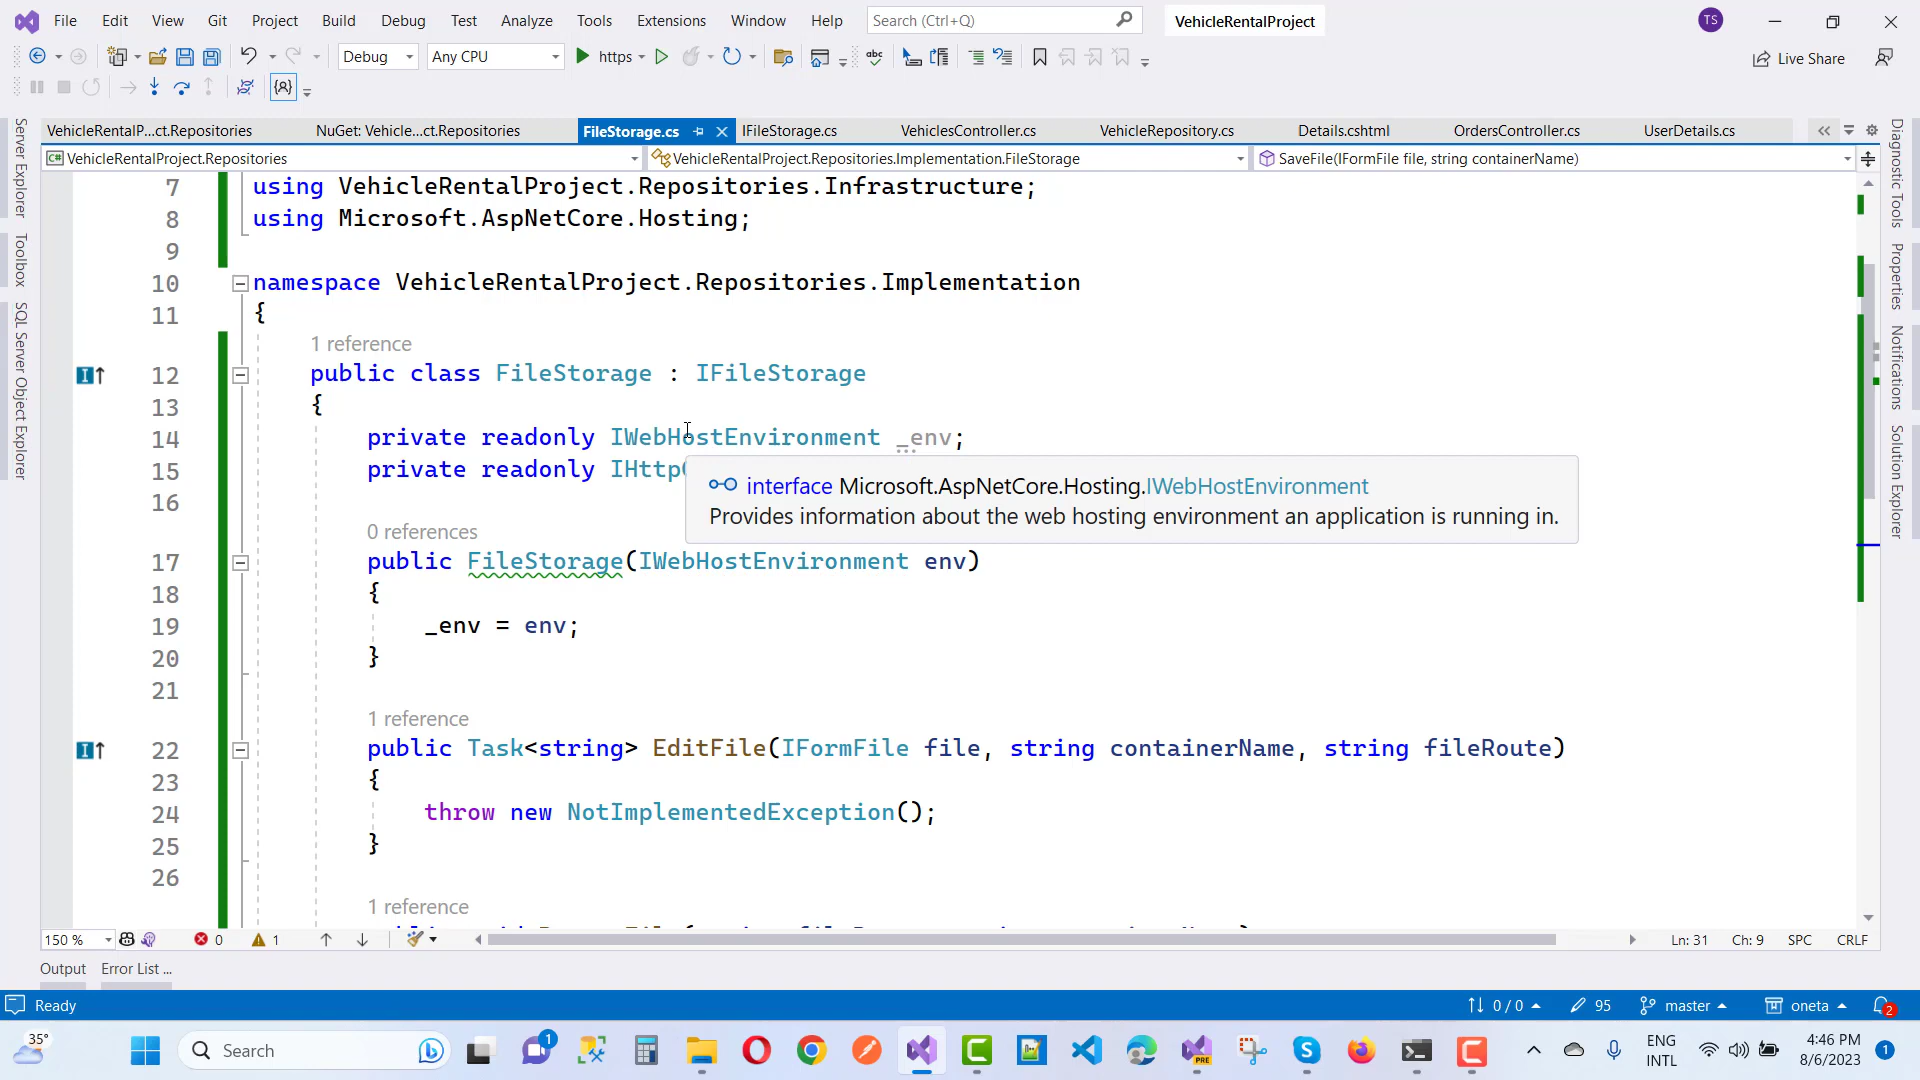 File Edit View Git Project Build Debug Test Analyze Tools Extensions Window Help Search (Ctrl+Q) VehicleRentalProject TS
Debug Any CPU https abc Live Share
VehicleRentalP...ct.Repositories NuGet: Vehicle...ct.Repositories FileStorage.cs IFileStorage.cs VehiclesController.cs VehicleRepository.cs Details.cshtml OrdersController.cs UserDetails.cs
C# VehicleRentalProject.Repositories VehicleRentalProject.Repositories.Implementation.FileStorage SaveFile(IFormFile file, string containerName)
Server Explorer
Toolbox
SQL Server Object Explorer
7 using VehicleRentalProject.Repositories.Infrastructure;
8 using Microsoft.AspNetCore.Hosting;
9
10 namespace VehicleRentalProject.Repositories.Implementation
11 {
1 reference
12 public class FileStorage : IFileStorage
13 {
14 private readonly IWebHostEnvironment _env;
15 private readonly IHttp
interface Microsoft.AspNetCore.Hosting.IWebHostEnvironment
Provides information about the web hosting environment an application is running in.
16
0 references
17 public FileStorage(IWebHostEnvironment env)
18 {
19 _env = env;
20 }
21
1 reference
22 public Task<string> EditFile(IFormFile file, string containerName, string fileRoute)
23 {
24 throw new NotImplementedException();
25 }
26
1 reference
Diagnostic Tools
Properties
Notifications
Solution Explorer
150 % 0 1 Ln: 31 Ch: 9 SPC CRLF
Output Error List ...
Ready 0 / 0 95 master oneta 2
35° Search 1 PRE ENG INTL 4:46 PM 8/6/2023 1